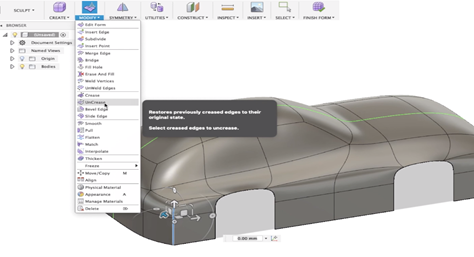 SCULPT
CREATE
MODIFY
SYMMETRY
UTILITIES
CONSTRUCT
INSPECT
INSERT
SELECT
FINISH FORM
BROWSER
Document Settings
Named Views
Origin
Bodies
Edit Form
Insert Edge
Subdivide
Insert Point
Merge Edge
Bridge
Fill Hole
Erase And Fill
Weld Vertices
UnWeld Edges
Crease
UnCrease
Bevel Edge
Slide Edge
Smooth
Pull
Flatten
Match
Interpolate
Thicken
Freeze
Move/Copy M
Align
Physical Material
Appearance A
Manage Materials
Delete
Restores previously creased edges to their
original state.
Select creased edges to uncrease.
0.00 mm